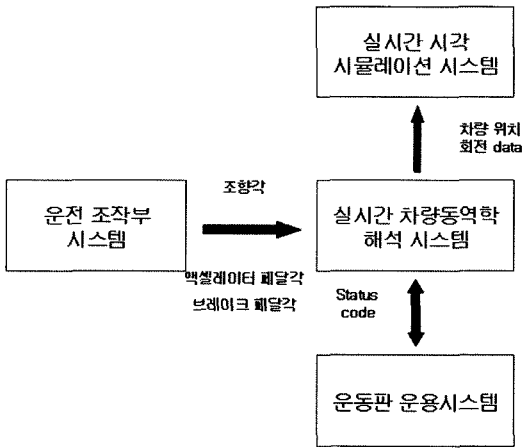 실시간 시각
시뮬레이션 시스템
차량 위치
회전 data
조향각
운전 조작부
시스템
실시간 차량동역학
해석 시스템
액셀레이터 페달각
브레이크 페달각
Status
code
운동판 운용시스템